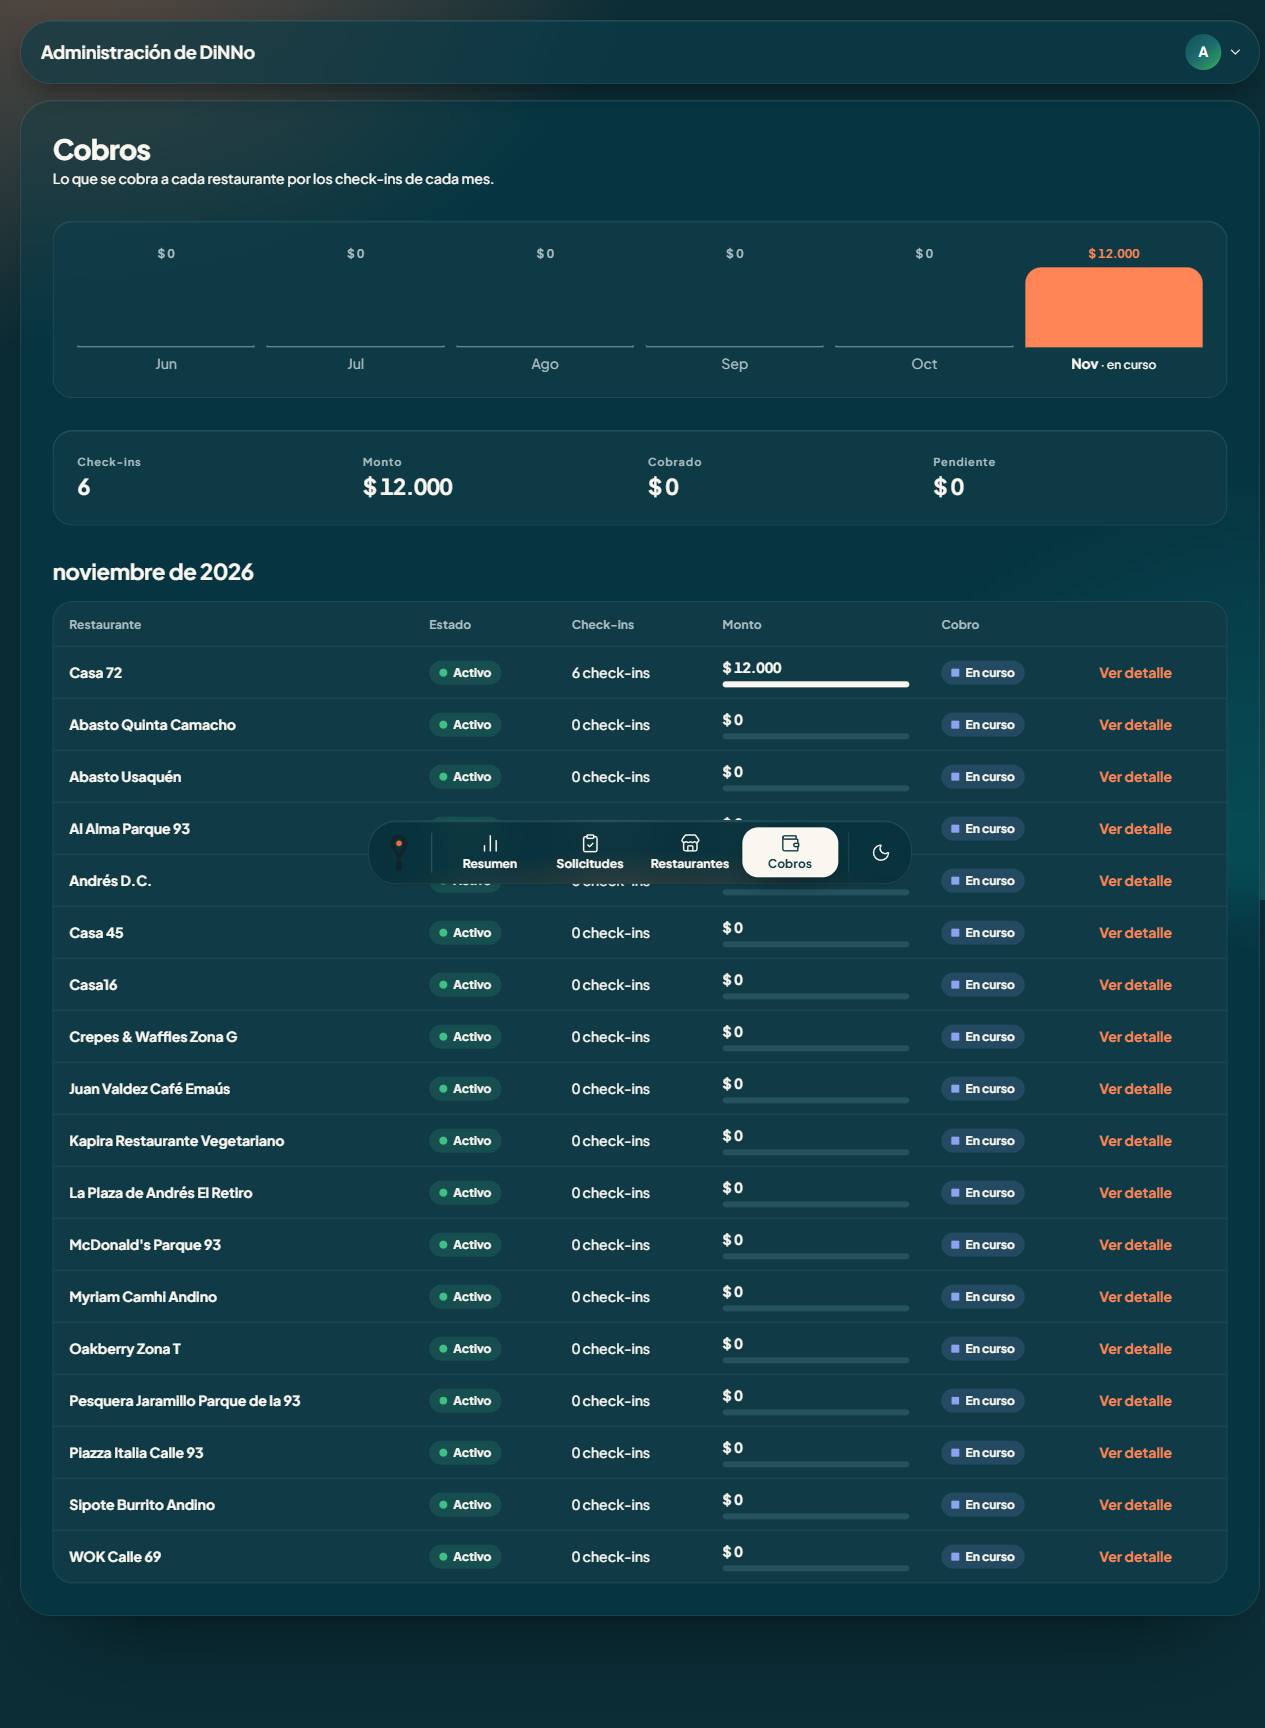 Administración de DiNNo
A
Cobros
Lo que se cobra a cada restaurante por los check-ins de cada mes.
$ 0 $ 0 $ 0 $ 0 $ 0 $ 12.000
Jun Jul Ago Sep Oct Nov · en curso
Check-ins Monto Cobrado Pendiente
6 $ 12.000 $ 0 $ 0
noviembre de 2026
Restaurante Estado Check-ins Monto Cobro
Casa 72 Activo 6 check-ins $ 12.000 En curso Ver detalle
Abasto Quinta Camacho Activo 0 check-ins $ 0 En curso Ver detalle
Abasto Usaquén Activo 0 check-ins $ 0 En curso Ver detalle
Al Alma Parque 93 En curso Ver detalle
Resumen Solicitudes Restaurantes Cobros
Andrés D.C. En curso Ver detalle
Casa 45 Activo 0 check-ins $ 0 En curso Ver detalle
Casa16 Activo 0 check-ins $ 0 En curso Ver detalle
Crepes & Waffles Zona G Activo 0 check-ins $ 0 En curso Ver detalle
Juan Valdez Café Emaús Activo 0 check-ins $ 0 En curso Ver detalle
Kapira Restaurante Vegetariano Activo 0 check-ins $ 0 En curso Ver detalle
La Plaza de Andrés El Retiro Activo 0 check-ins $ 0 En curso Ver detalle
McDonald's Parque 93 Activo 0 check-ins $ 0 En curso Ver detalle
Myriam Camhi Andino Activo 0 check-ins $ 0 En curso Ver detalle
Oakberry Zona T Activo 0 check-ins $ 0 En curso Ver detalle
Pesquera Jaramillo Parque de la 93 Activo 0 check-ins $ 0 En curso Ver detalle
Piazza Italia Calle 93 Activo 0 check-ins $ 0 En curso Ver detalle
Sipote Burrito Andino Activo 0 check-ins $ 0 En curso Ver detalle
WOK Calle 69 Activo 0 check-ins $ 0 En curso Ver detalle